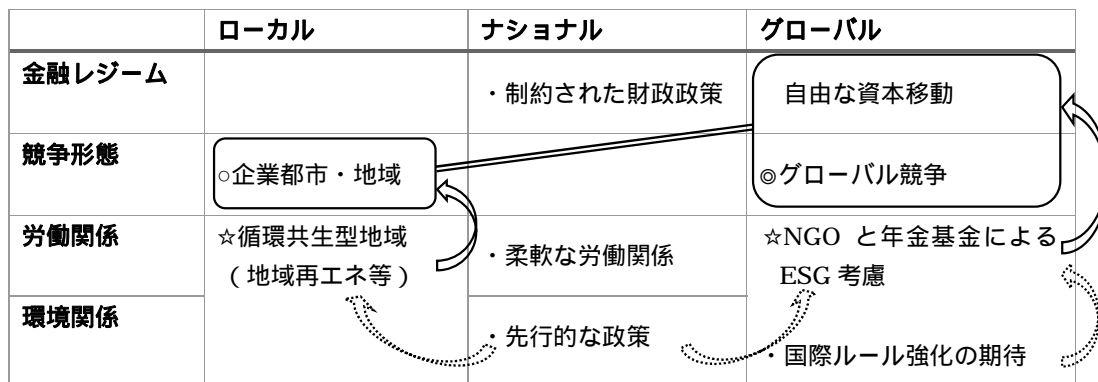 ローカル ナショナル グローバル
金融レジーム
・制約された財政政策 自由な資本移動
競争形態
○企業都市・地域 ◎グローバル競争
労働関係 ☆循環共生型地域 ☆NGO と年金基金による
（地域再エネ等） ・柔軟な労働関係 ESG 考慮
環境関係
・先行的な政策 ・国際ルール強化の期待